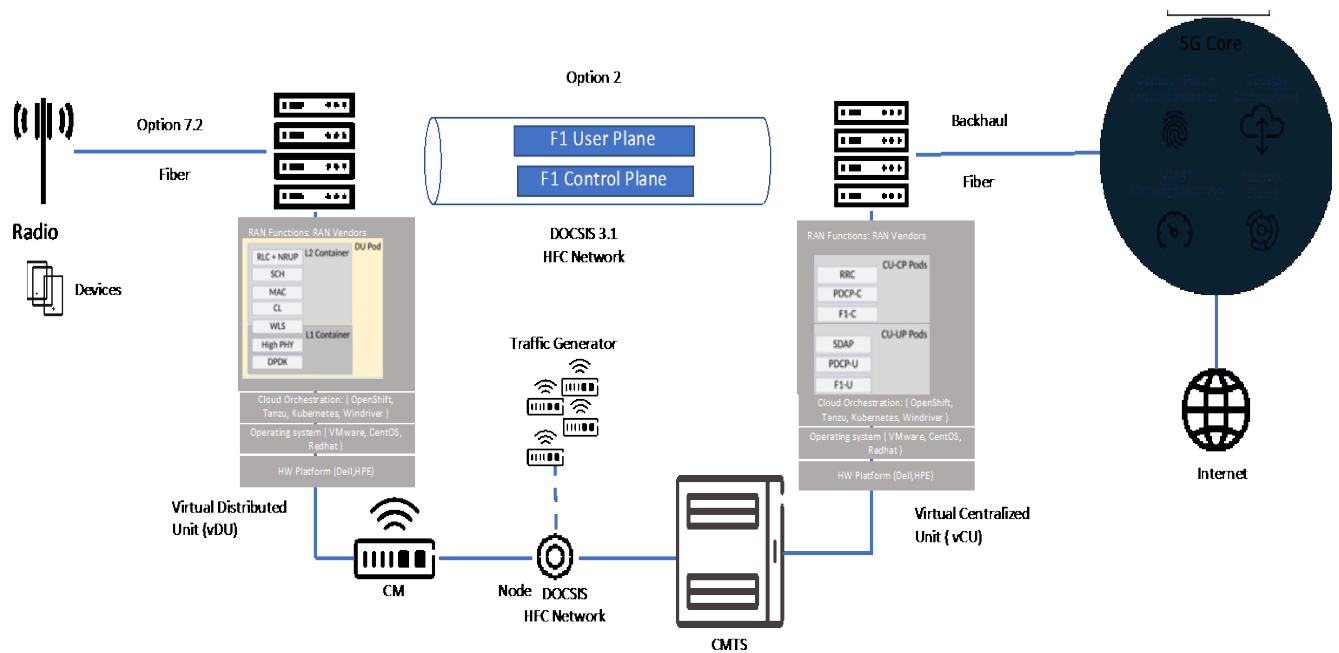 Option 2
Option 7.2
Fiber
Radio
Devices
F1 User Plane
F1 Control Plane
DOCSIS 3.1
HFC Network
Backhaul
Fiber
5G Core
Internet
RAN Functions: RAN Vendors
DU Pod
L2 Container
RLC + NRUP
SCH
MAC
CL
WLS
L1 Container
High PHY
DPDK
Cloud Orchestration: ( OpenShift,
Tanzu, Kubernetes, Windriver )
Operating system ( VMware, CentOS,
Redhat )
HW Platform (Dell,HPE)
Virtual Distributed
Unit (vDU)
Traffic Generator
RAN Functions: RAN Vendors
CU-CP Pods
RRC
PDCP-C
F1-C
CU-UP Pods
SDAP
PDCP-U
F1-U
Cloud Orchestration: ( OpenShift,
Tanzu, Kubernetes, Windriver )
Operating system ( VMware, CentOS,
Redhat )
HW Platform (Dell,HPE)
Virtual Centralized
Unit ( vCU)
CM
Node
DOCSIS
HFC Network
CMTS